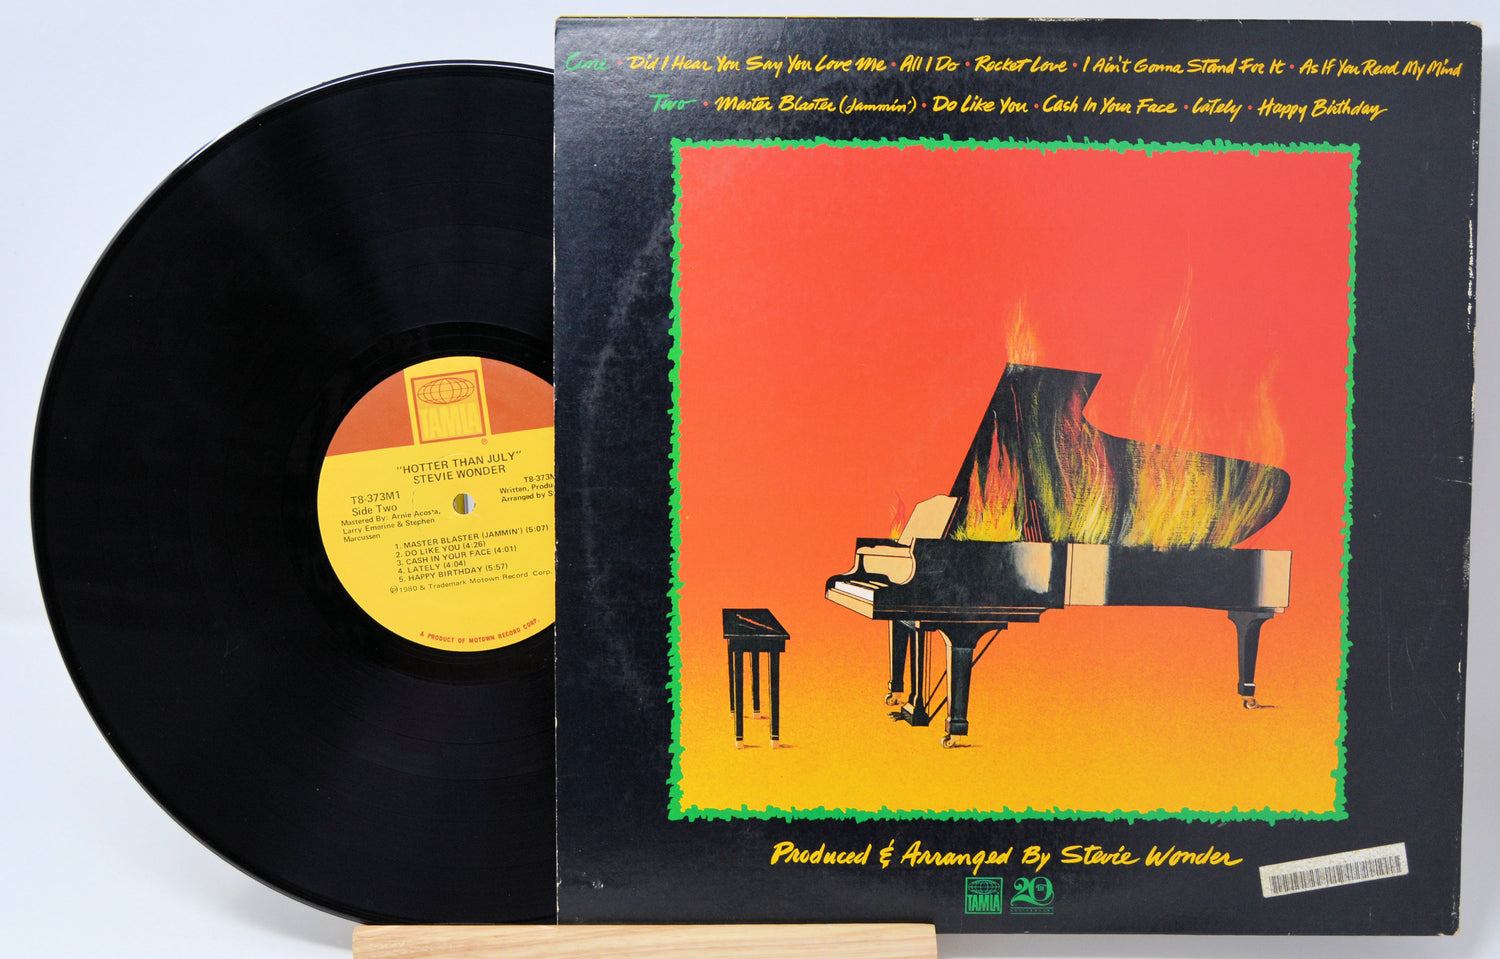 One • Did I Hear You Say You Love Me • All I Do • Rocket Love • I Ain't Gonna Stand For It • As If You Read My Mind
Two • Master Blaster (Jammin') • Do Like You • Cash In Your Face • Lately • Happy Birthday
TAMLA
®
"HOTTER THAN JULY"
STEVIE WONDER
T8-373M1
Side Two
Mastered By: Arnie Acosta,
Larry Emerine & Stephen
Marcussen
T8-373M
Written, Produ
Arranged by S.
1. MASTER BLASTER (JAMMIN') (5:07)
2. DO LIKE YOU (4:26)
3. CASH IN YOUR FACE (4:01)
4. LATELY (4:04)
5. HAPPY BIRTHDAY (5:57)
℗1980 & Trademark Motown Record Corp.
A PRODUCT OF MOTOWN RECORD CORP.
Produced & Arranged By Stevie Wonder
TAMLA
20TH
ANNIVERSARY